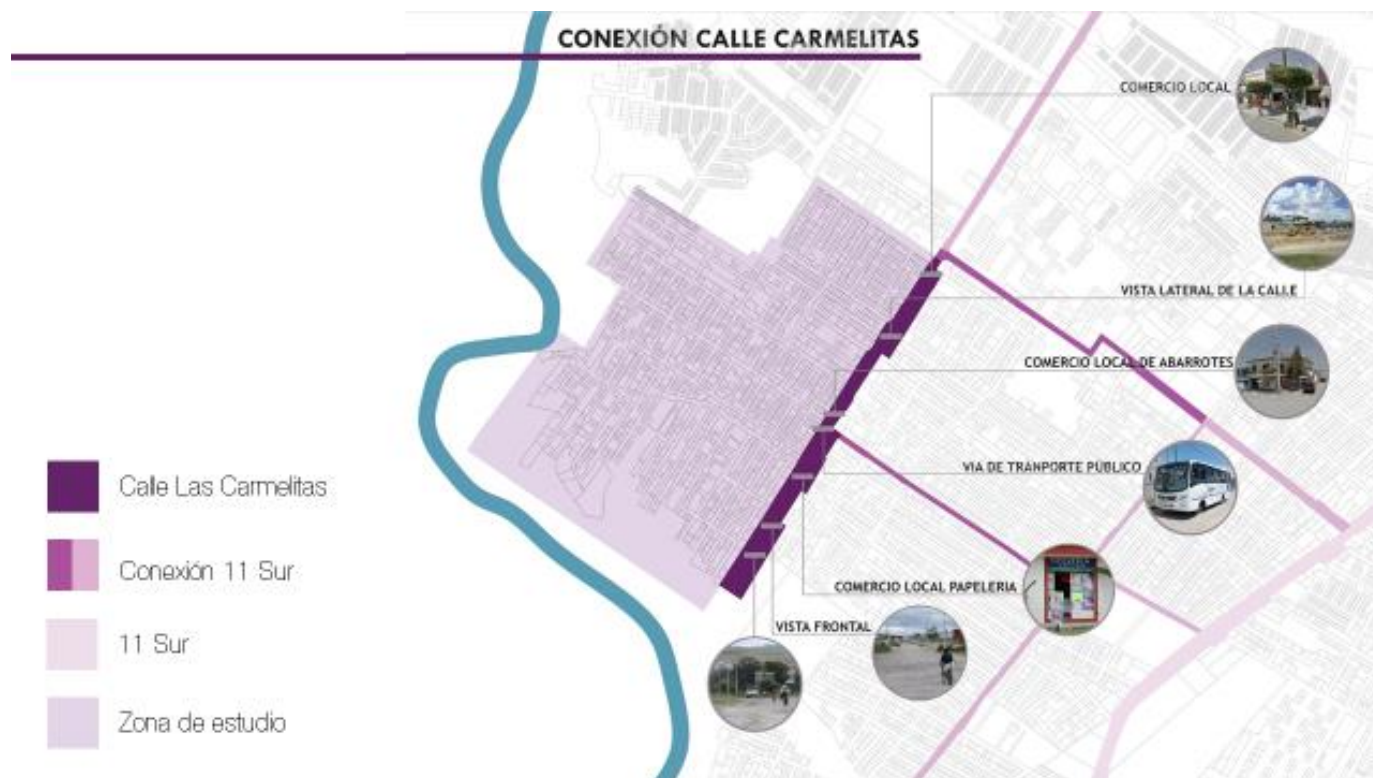 CONEXIÓN CALLE CARMELITAS
COMERCIO LOCAL
VISTA LATERAL DE LA CALLE
COMERCIO LOCAL DE ABARROTES
VIA DE TRANPORTE PÚBLICO
COMERCIO LOCAL PAPELERIA
VISTA FRONTAL
Calle Las Carmelitas
Conexión 11 Sur
11 Sur
Zona de estudio